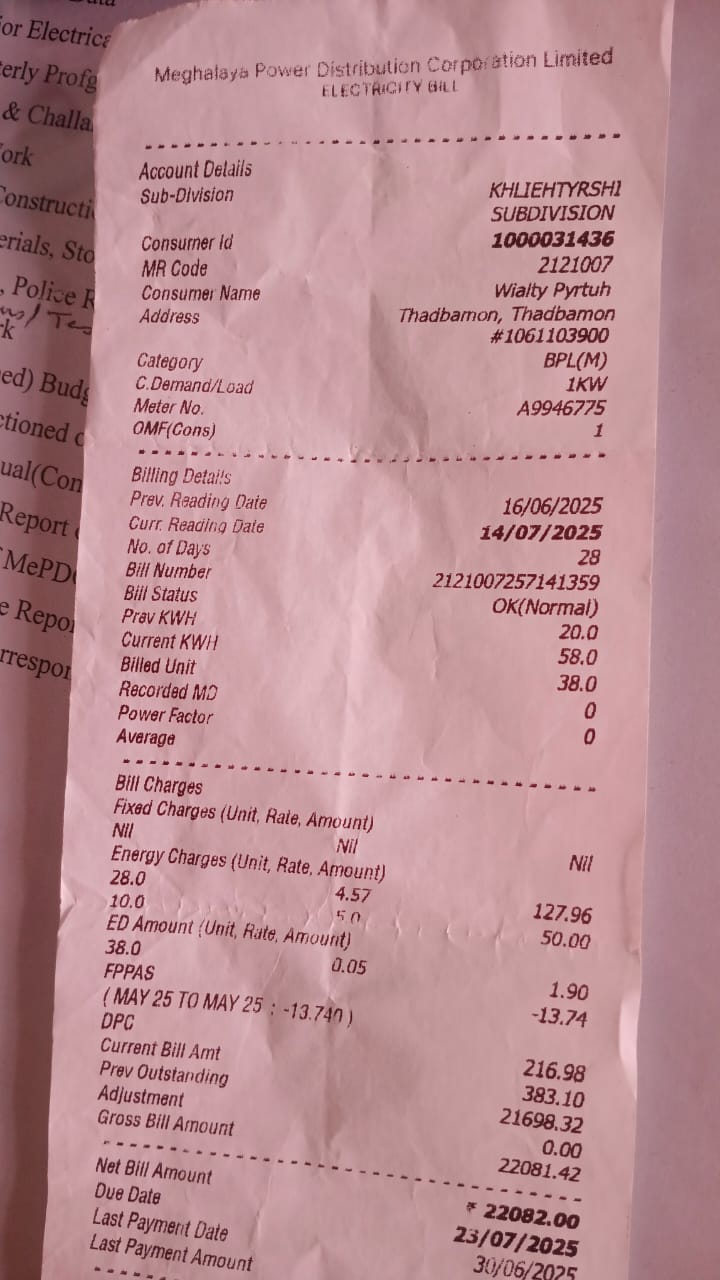 or Electrica
erly Profg
& Challa
ork
Constructi
erials, Sto
, Police R
k
ed) Budg
ctioned o
ual(Con
Report
MePD
e Repo
rrespon
Meghalaya Power Distribution Corporation Limited
ELECTRICITY BILL
Account Details
Sub-Division KHLIEHTYRSHI
SUBDIVISION
Consumer Id 1000031436
MR Code 2121007
Consumer Name Wialty Pyrtuh
Address Thadbamon, Thadbamon
#1061103900
Category BPL(M)
C.Demand/Load 1KW
Meter No. A9946775
OMF(Cons) 1
Billing Details
Prev. Reading Date 16/06/2025
Curr. Reading Date 14/07/2025
No. of Days 28
Bill Number 2121007257141359
Bill Status OK(Normal)
Prev KWH 20.0
Current KWH 58.0
Billed Unit 38.0
Recorded MD 0
Power Factor 0
Average
Bill Charges
Fixed Charges (Unit, Rate, Amount)
Nil Nil Nil
Energy Charges (Unit, Rate, Amount)
28.0 4.57 127.96
10.0 5.0 50.00
ED Amount (Unit, Rate, Amount)
38.0 0.05 1.90
FPPAS -13.74
( MAY 25 TO MAY 25 : -13.740 )
DPC 216.98
Current Bill Amt 383.10
Prev Outstanding 21698.32
Adjustment 0.00
Gross Bill Amount 22081.42
Net Bill Amount ₹ 22082.00
Due Date 23/07/2025
Last Payment Date 30/06/2025
Last Payment Amount